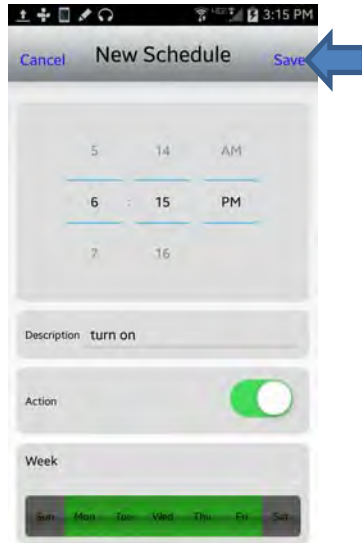 3:15 PM
Cancel New Schedule Save
5 14 AM
6 : 15 PM
7 16
Description turn on
Action
Week
Sun Mon Tue Wed Thu Fri Sat